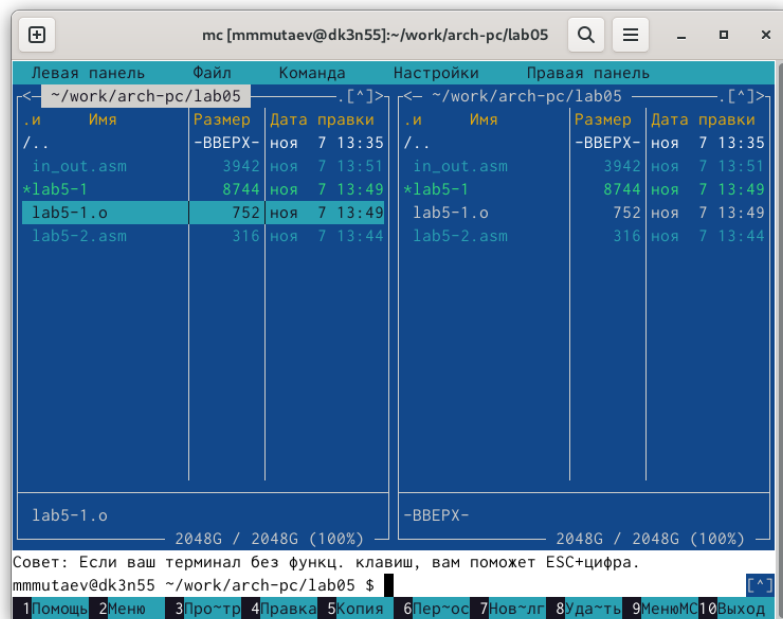 mc [mmmutaev@dk3n55]:~/work/arch-pc/lab05
Левая панель Файл Команда Настройки Правая панель
<— ~/work/arch-pc/lab05 —.[^]> <— ~/work/arch-pc/lab05 —.[^]>
.и Имя Размер Дата правки .и Имя Размер Дата правки
/.. -ВВЕРХ- ноя 7 13:35 /.. -ВВЕРХ- ноя 7 13:35
in_out.asm 3942 ноя 7 13:51 in_out.asm 3942 ноя 7 13:51
*lab5-1 8744 ноя 7 13:49 *lab5-1 8744 ноя 7 13:49
lab5-1.o 752 ноя 7 13:49 lab5-1.o 752 ноя 7 13:49
lab5-2.asm 316 ноя 7 13:44 lab5-2.asm 316 ноя 7 13:44
lab5-1.o -ВВЕРХ-
2048G / 2048G (100%) 2048G / 2048G (100%)
Совет: Если ваш терминал без функц. клавиш, вам поможет ESC+цифра.
mmmutaev@dk3n55 ~/work/arch-pc/lab05 $ [^]
1Помощь 2Меню 3Про~тр 4Правка 5Копия 6Пер~ос 7Нов~лг 8Уда~ть 9МенюMC 10Выход